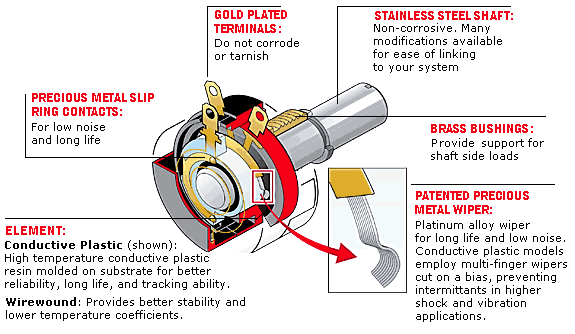 GOLD PLATED
TERMINALS:
Do not corrode
or tarnish
STAINLESS STEEL SHAFT:
Non-corrosive. Many
modifications available
for ease of linking
to your system
PRECIOUS METAL SLIP
RING CONTACTS:
For low noise
and long life
BRASS BUSHINGS:
Provide support for
shaft side loads
PATENTED PRECIOUS
METAL WIPER:
Platinum alloy wiper
for long life and low noise.
Conductive plastic models
employ multi-finger wipers
cut on a bias, preventing
intermittants in higher
shock and vibration
applications.
ELEMENT:
Conductive Plastic (shown):
High temperature conductive plastic
resin molded on substrate for better
reliability, long life, and tracking ability.
Wirewound: Provides better stability and
lower temperature coefficients.